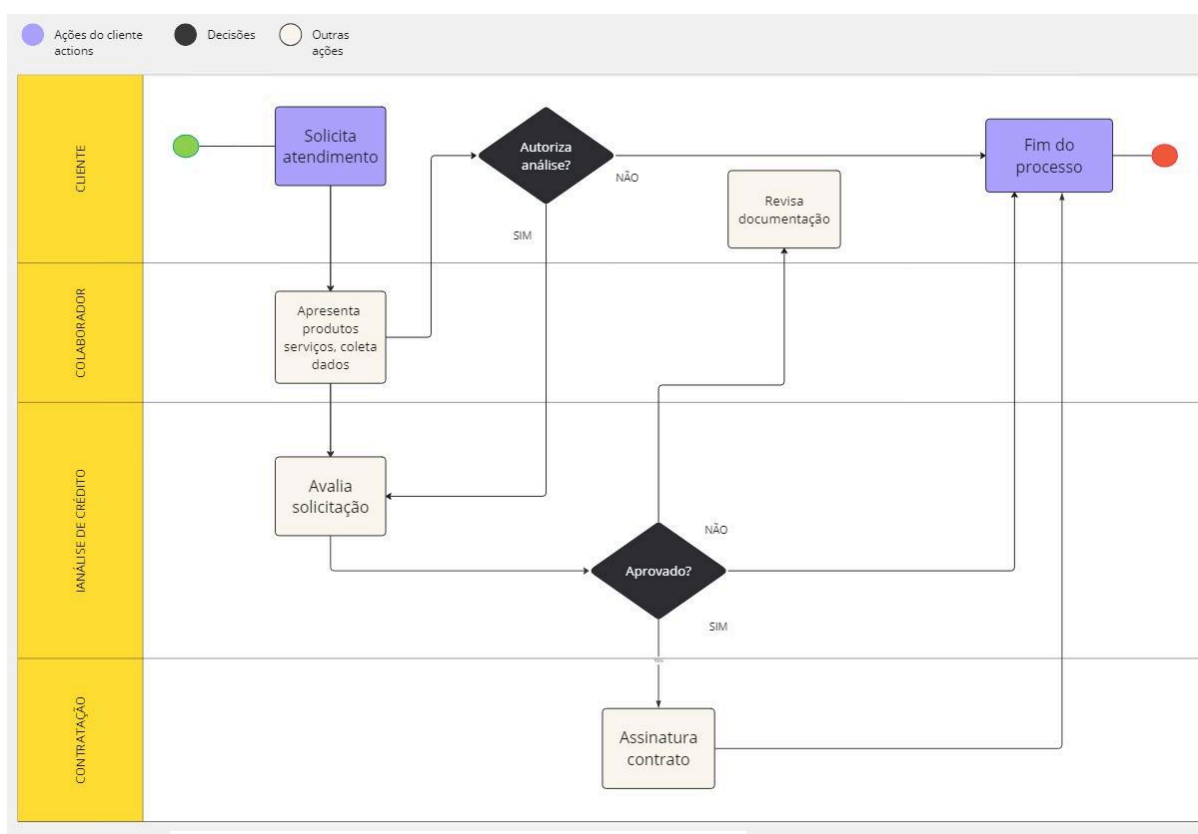 Ações do cliente
actions
Decisões
Outras
ações
CLIENTE
Solicita
atendimento
Autoriza
análise?
NÃO
SIM
Revisa
documentação
Fim do
processo
COLABORADOR
Apresenta
produtos
serviços, coleta
dados
IANÁLISE DE CRÉDITO
Avalia
solicitação
Aprovado?
NÃO
SIM
CONTRATAÇÃO
Assinatura
contrato